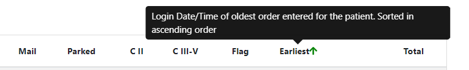 Login Date/Time of oldest order entered for the patient. Sorted in
ascending order
Mail Parked C II C III-V Flag Earliest↑ Total